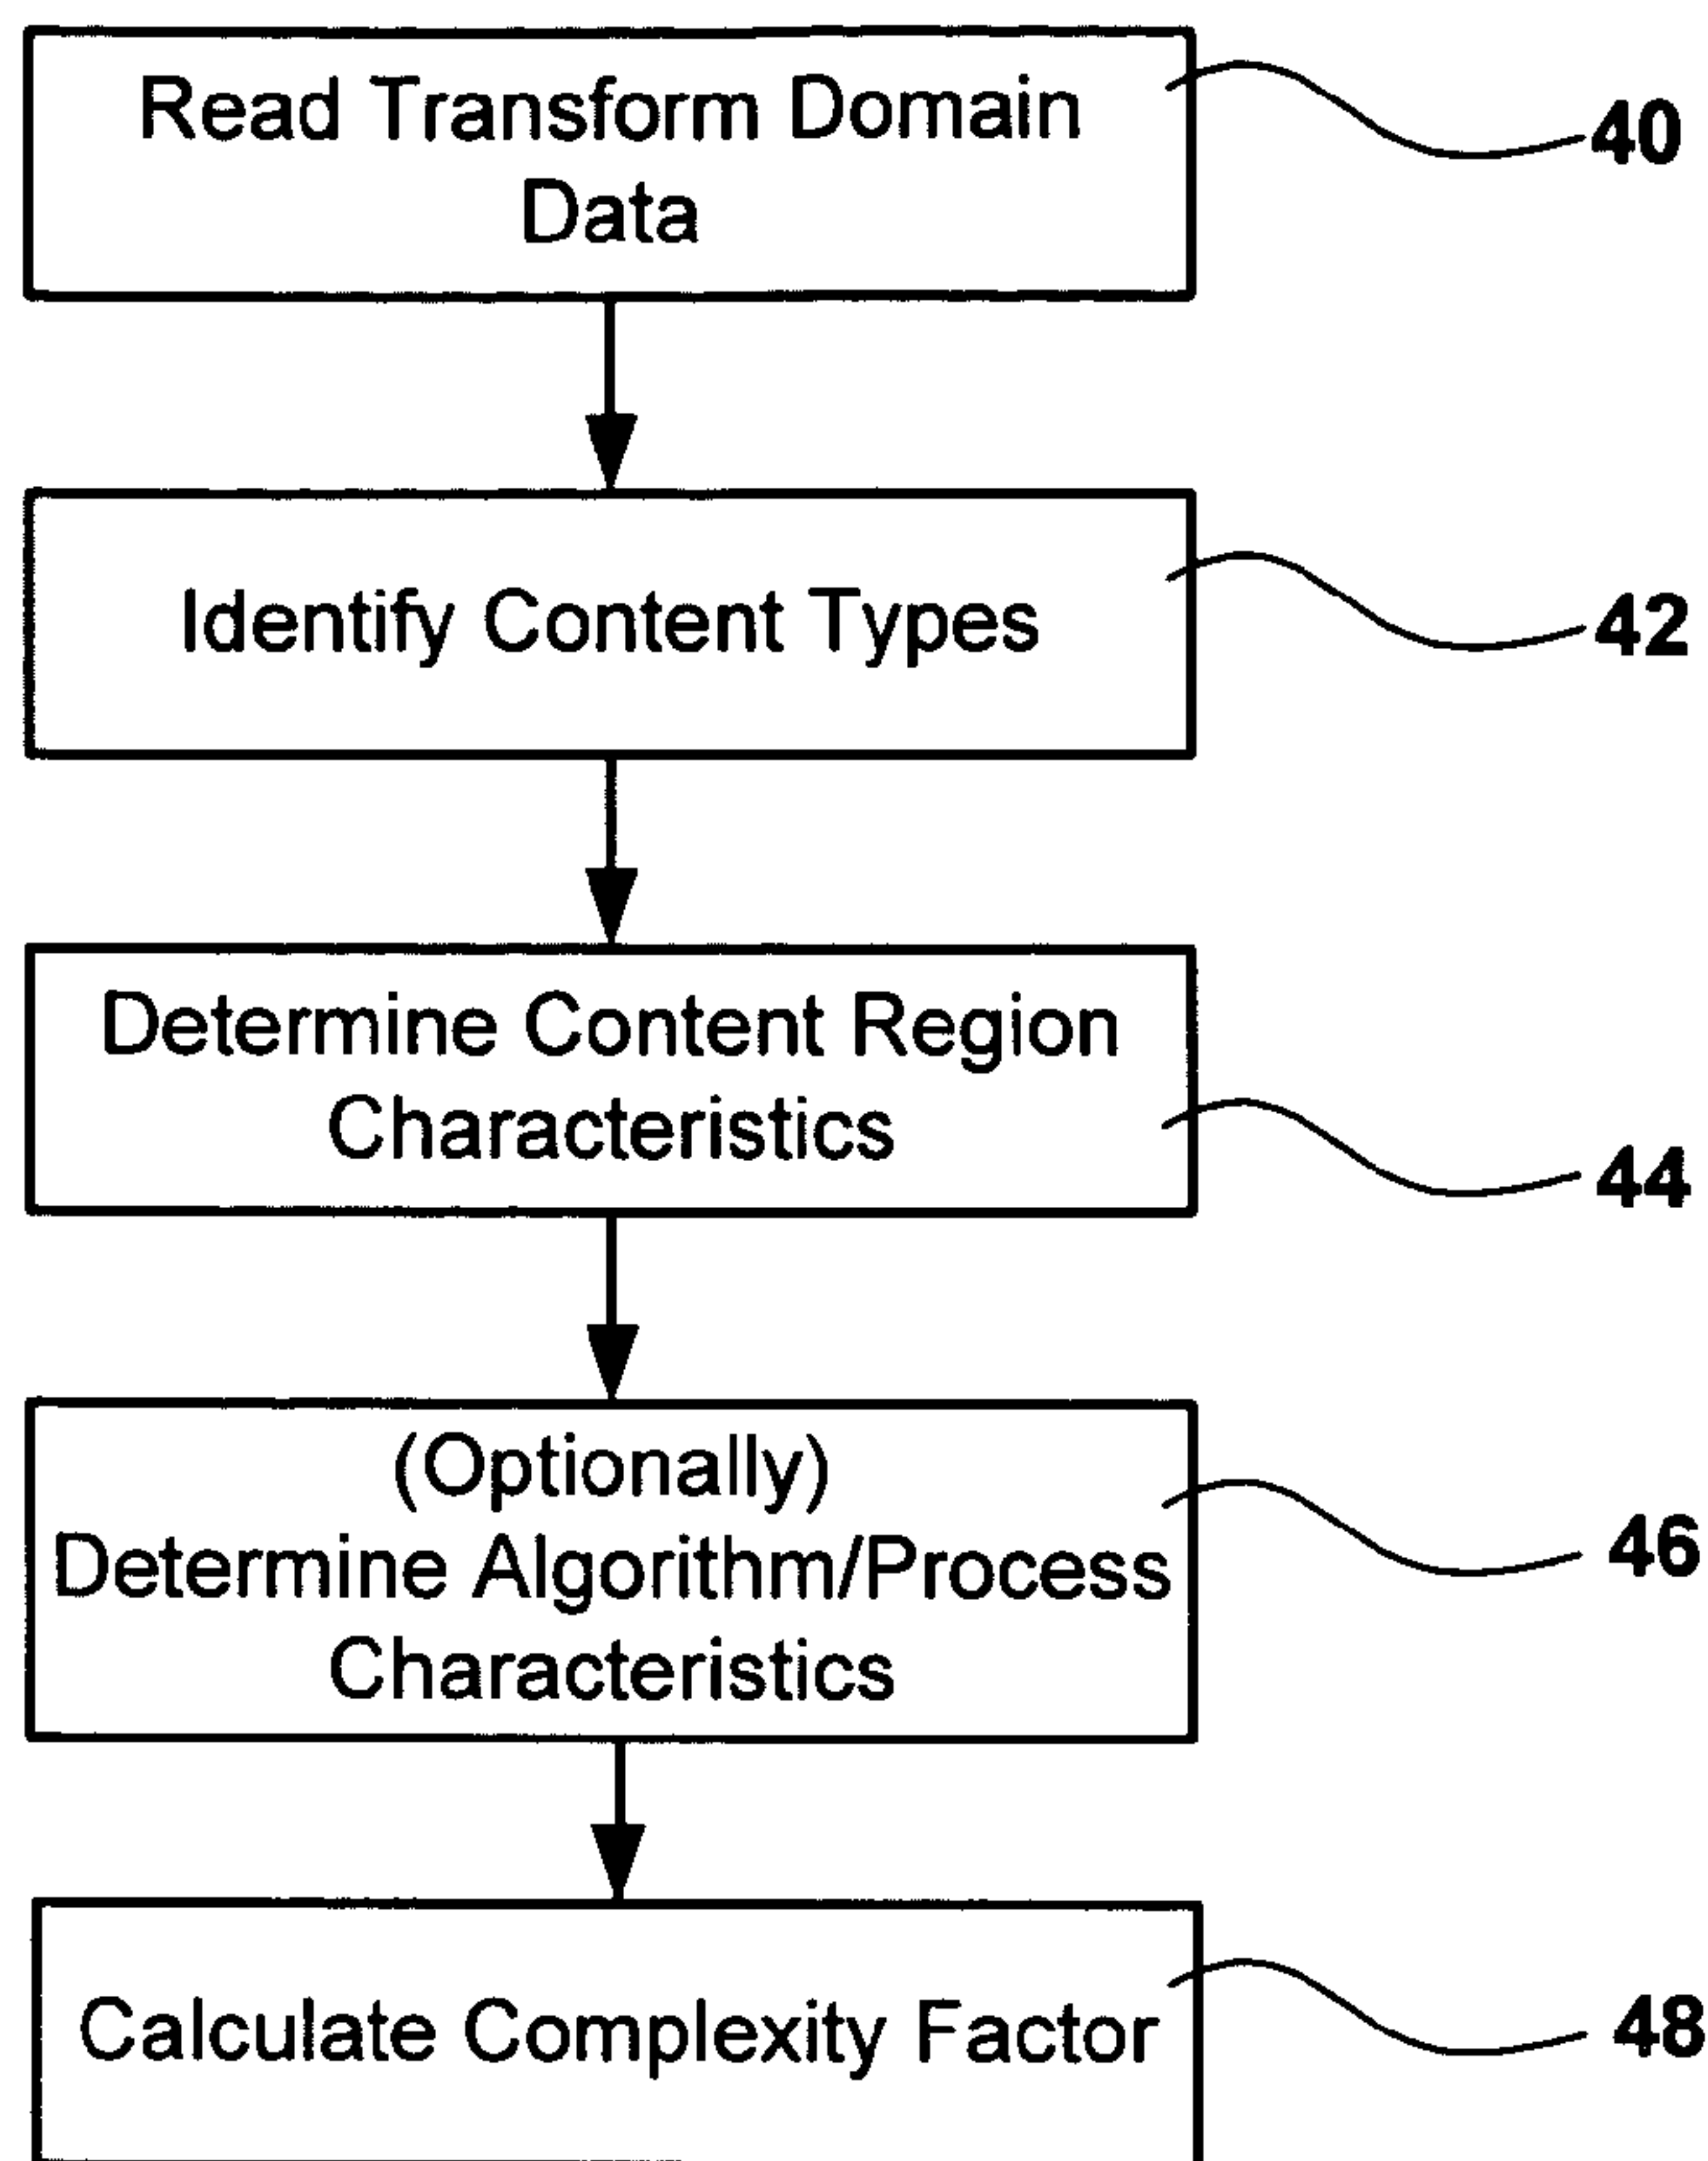 Read Transform Domain
Data
40
Identify Content Types
42
Determine Content Region
Characteristics
44
(Optionally)
Determine Algorithm/Process
Characteristics
46
Calculate Complexity Factor
48